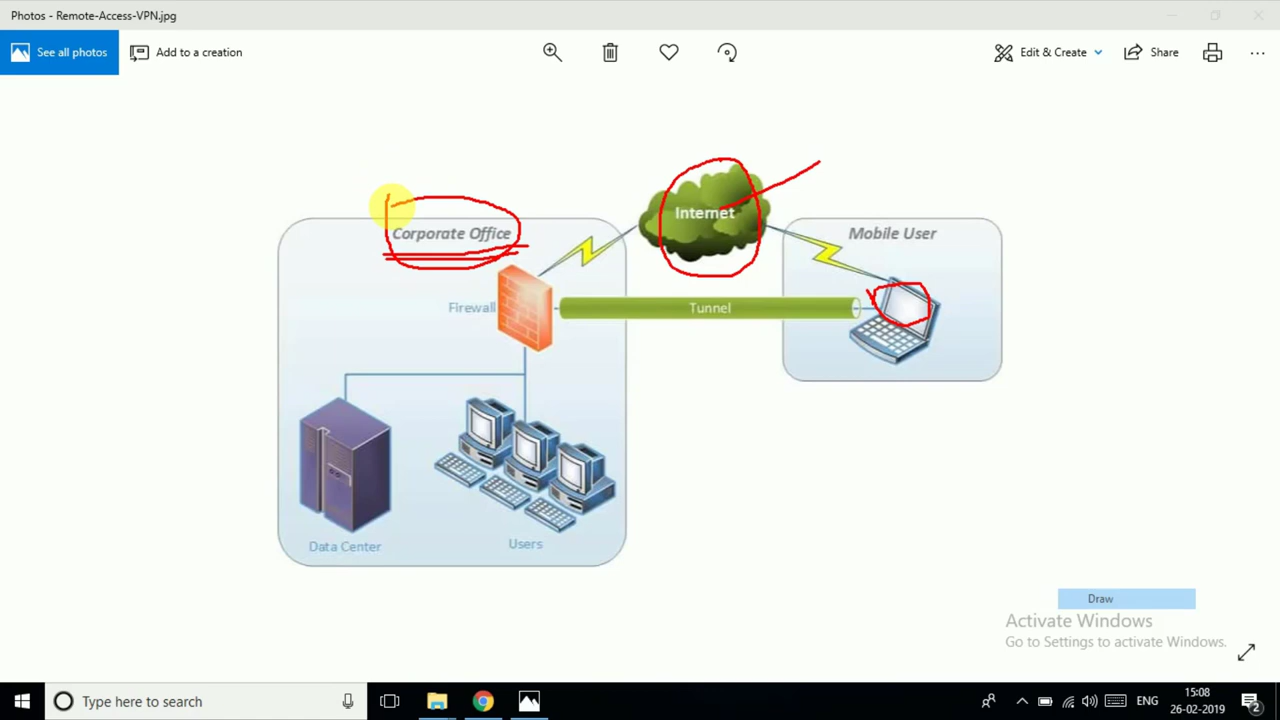 Photos - Remote-Access-VPN.jpg
See all photos
Add to a creation
Edit & Create
Share
Internet
Corporate Office
Mobile User
Firewall
Tunnel
Data Center
Users
Draw
Activate Windows
Go to Settings to activate Windows.
Type here to search
ENG
15:08
26-02-2019
2